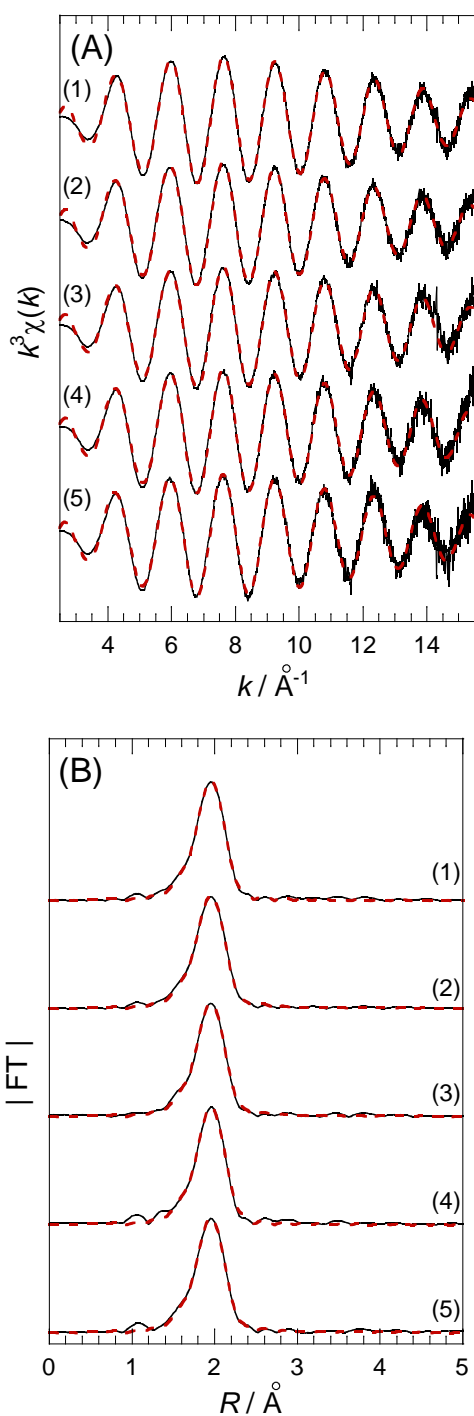 (A)
(1)
(2)
(3)
(4)
(5)
k³χ(k)
4 6 8 10 12 14
k / Å⁻¹
(B)
(1)
(2)
(3)
(4)
(5)
| FT |
0 1 2 3 4 5
R / Å